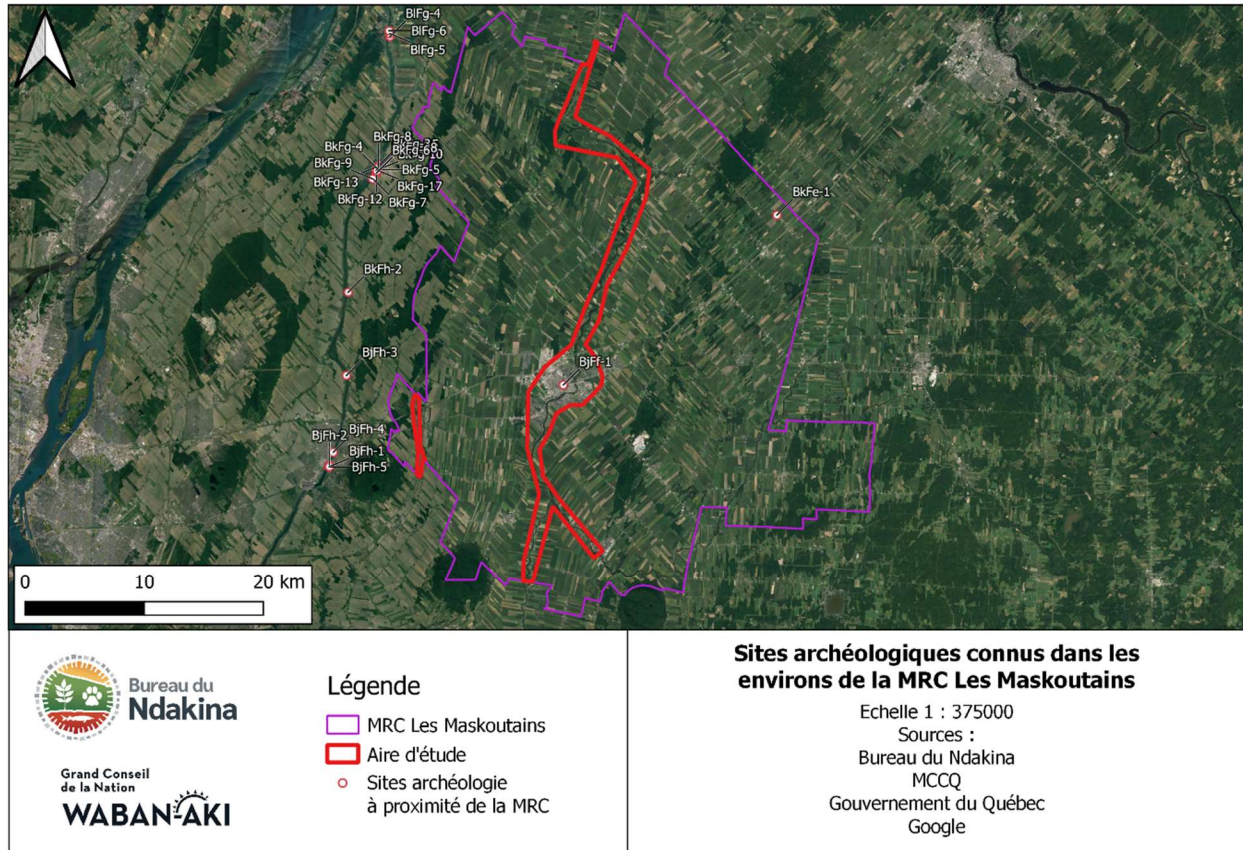 BlFg-4
BlFg-6
BlFg-5
BkFg-8
BkFg-4
BkFg-9
BkFg-5
BkFg-13
BkFg-17
BkFg-12
BkFg-7
BkFe-1
BkFh-2
BjFh-3
BjFf-1
BjFh-4
BjFh-2
BjFh-1
BjFh-5
0 10 20 km
Bureau du
Ndakina
Grand Conseil
de la Nation
WABAN-AKI
Légende
MRC Les Maskoutains
Aire d'étude
Sites archéologie
à proximité de la MRC
Sites archéologiques connus dans les
environs de la MRC Les Maskoutains
Echelle 1 : 375000
Sources :
Bureau du Ndakina
MCCQ
Gouvernement du Québec
Google